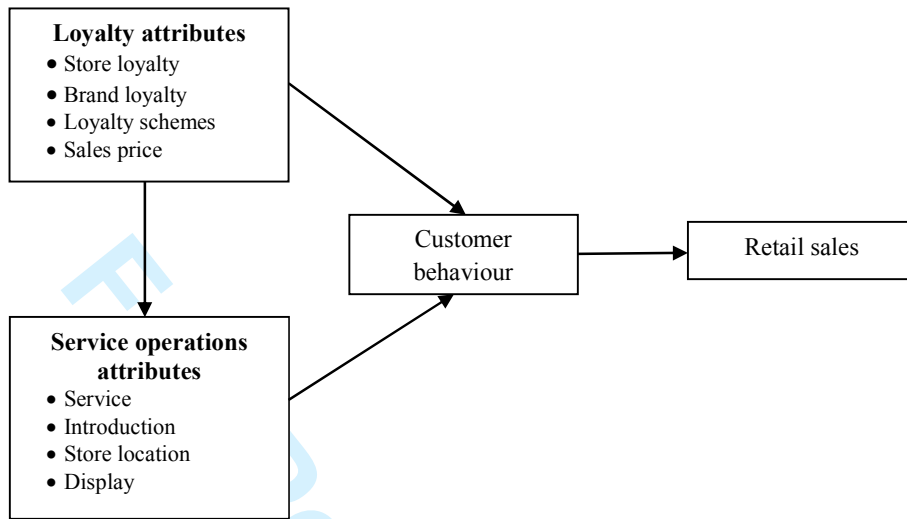 Loyalty attributes
• Store loyalty
• Brand loyalty
• Loyalty schemes
• Sales price
Customer
behaviour
Retail sales
Service operations
attributes
• Service
• Introduction
• Store location
• Display